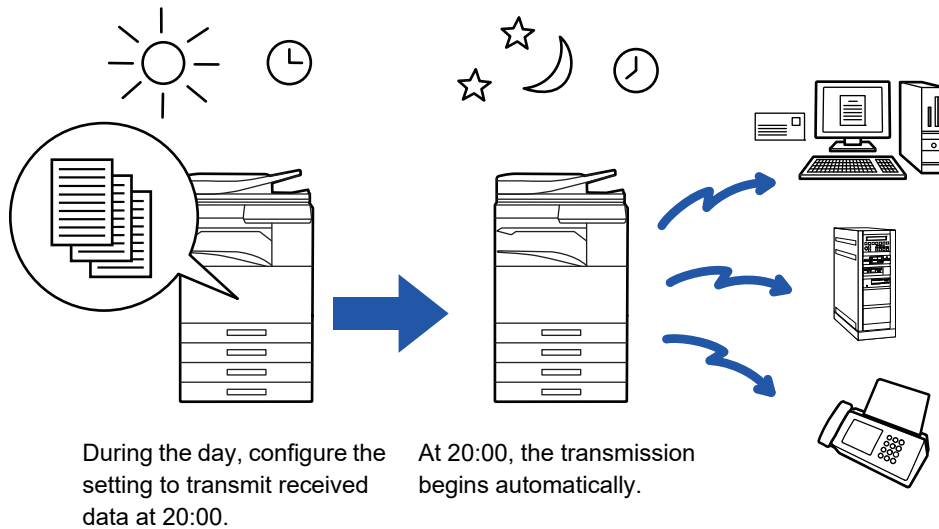 During the day, configure the
setting to transmit received
data at 20:00.
At 20:00, the transmission
begins automatically.